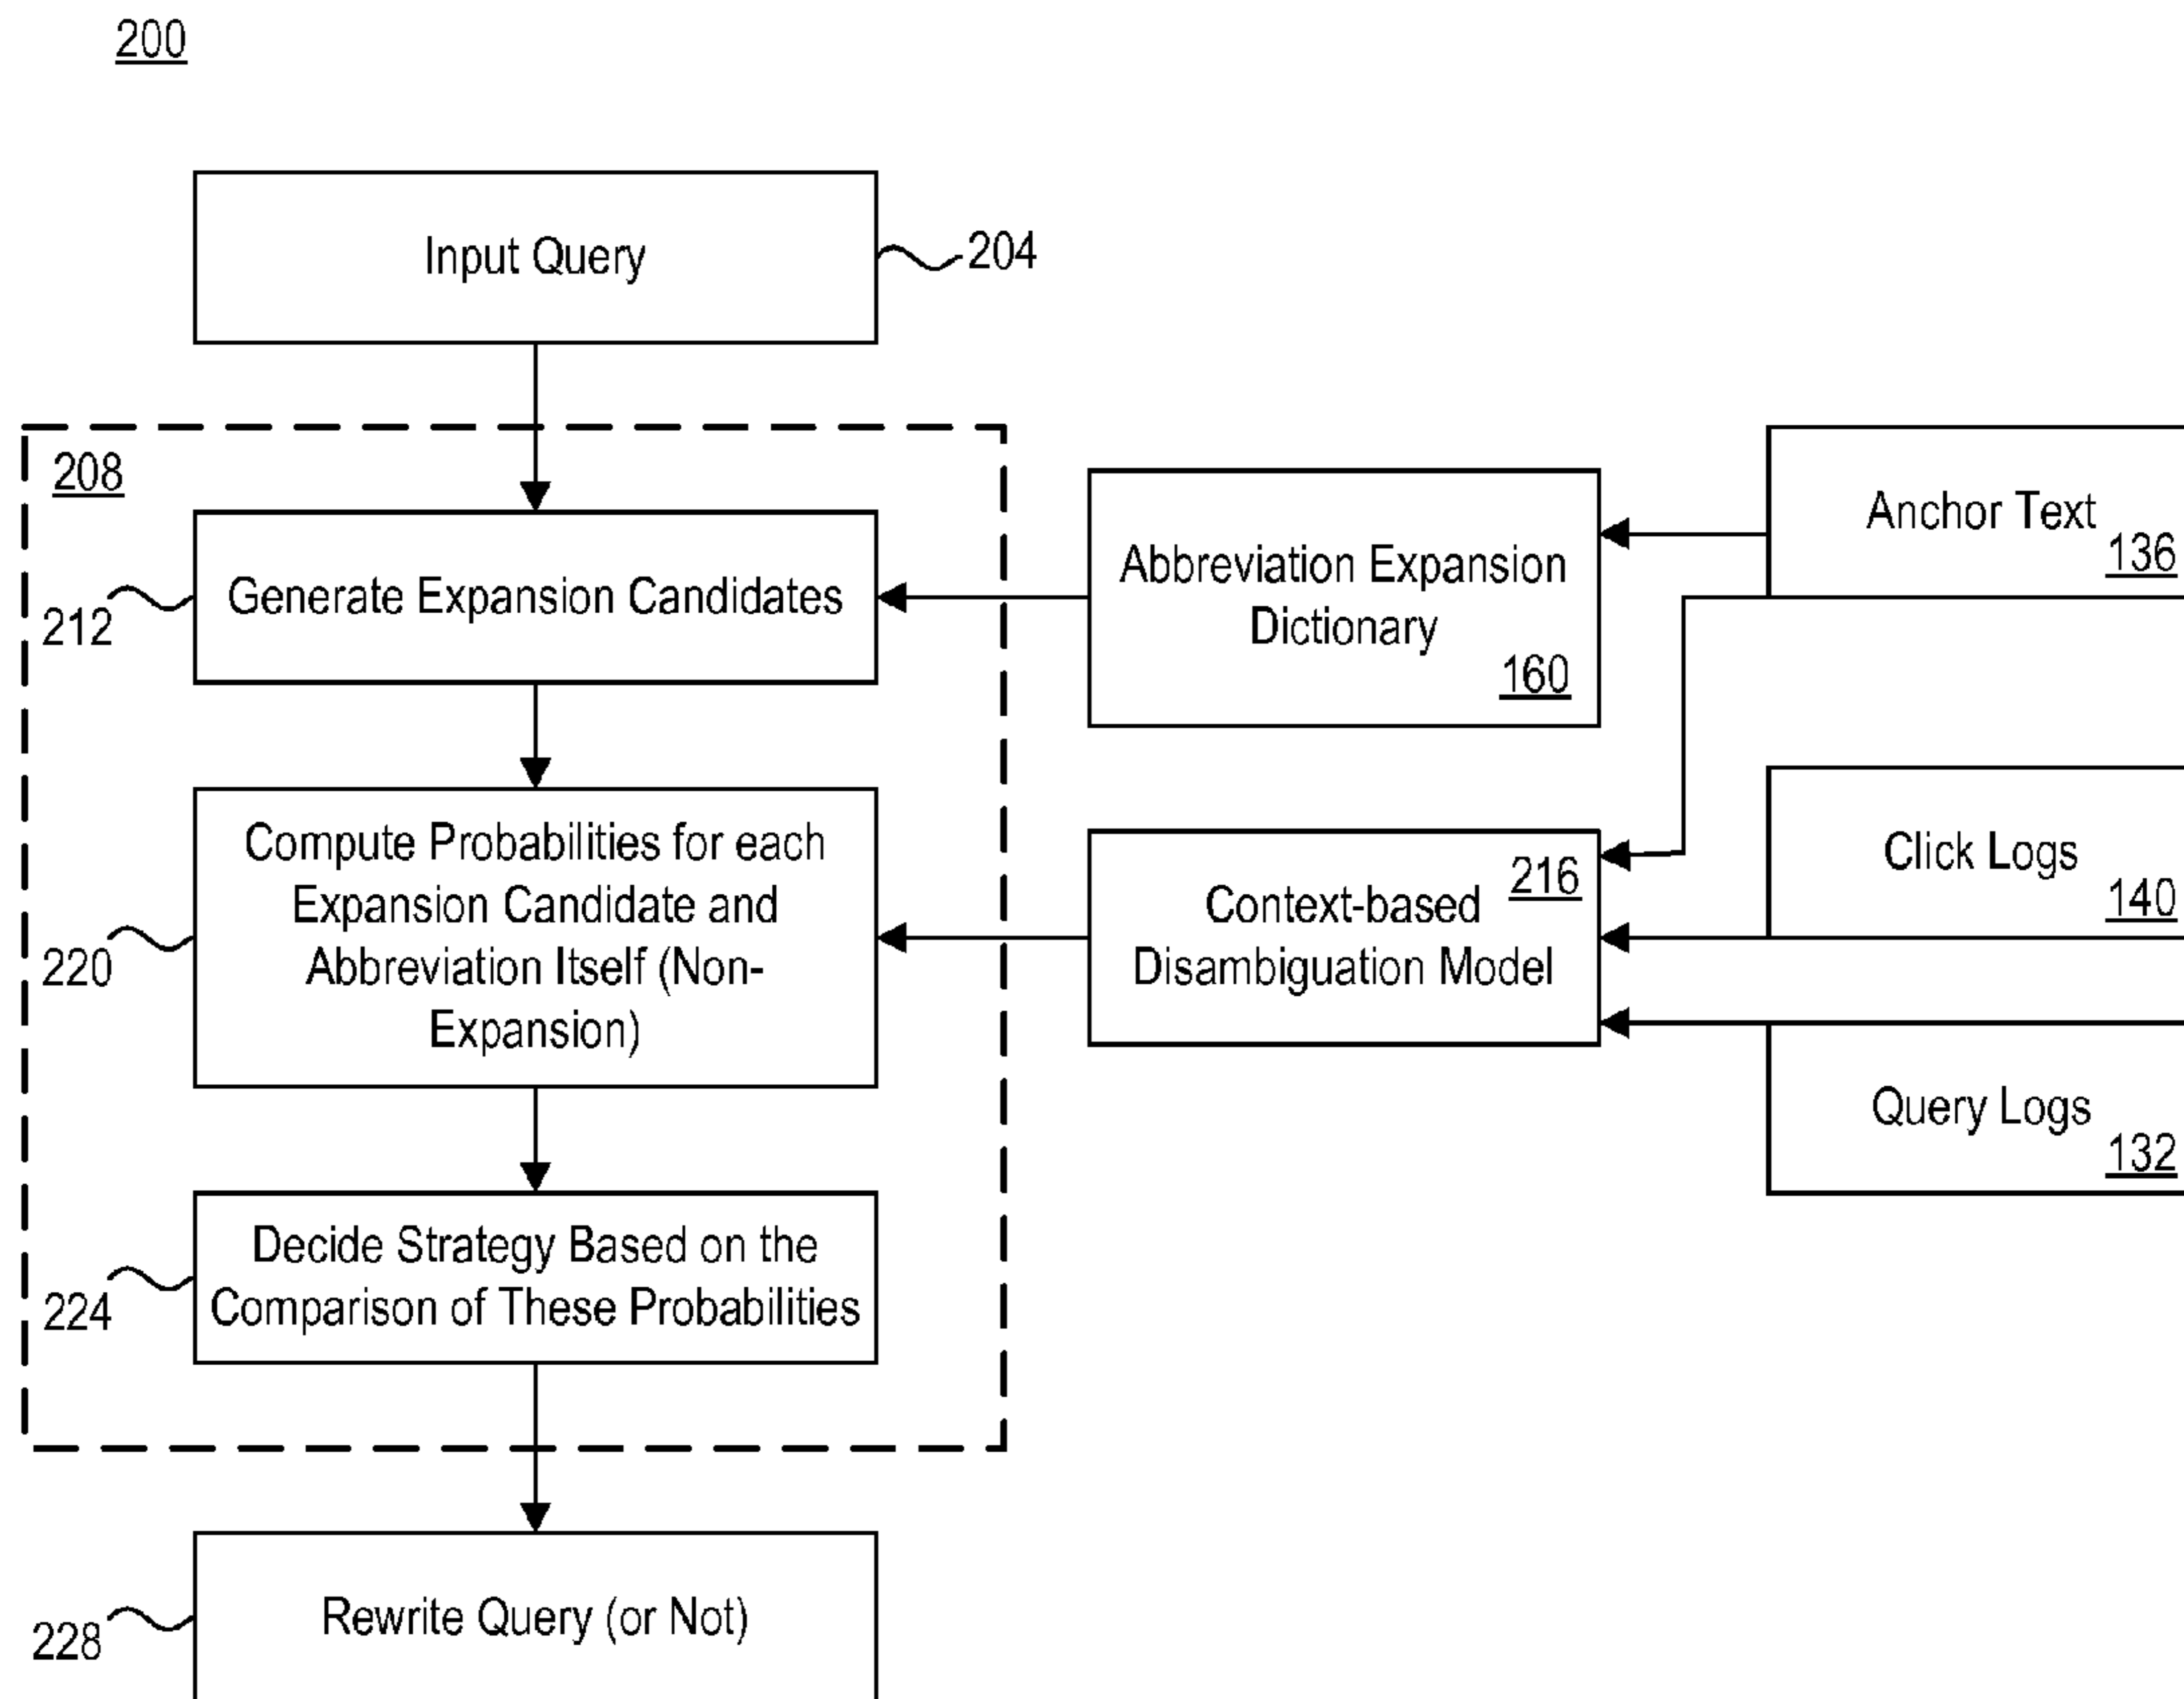 200
Input Query
204
208
Generate Expansion Candidates
212
Abbreviation Expansion
Dictionary
160
Anchor Text
136
Compute Probabilities for each
Expansion Candidate and
Abbreviation Itself (Non-
Expansion)
220
216
Context-based
Disambiguation Model
Click Logs
140
Query Logs
132
Decide Strategy Based on the
Comparison of These Probabilities
224
Rewrite Query (or Not)
228